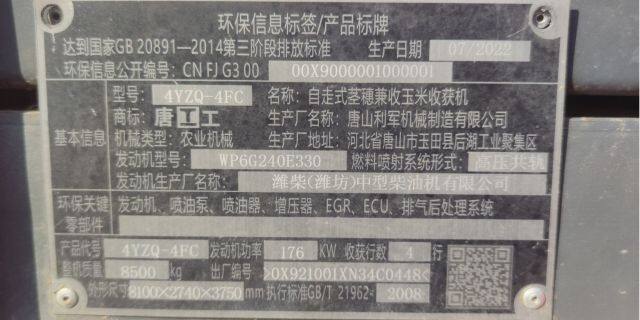 环保信息标签/产品标牌
达到国家GB 20891—2014第三阶段排放标准 生产日期 07/2022
环保信息公开编号: CN FJ G3 00 00X9000001000001
型号: 4YZQ-4FC 名称: 自走式茎穗兼收玉米收获机
商标: 唐工工 生产厂: 唐山利军机械制造有限公司
基本信息 机械类型: 农业机械 生产厂地址: 河北省唐山市玉田县后湖工业聚集区
发动机型号: WP6G240E330 燃料喷射系统形式: 高压共轨
发动机生产厂名称: 潍柴(潍坊)中型柴油机有限公司
环保关键零部件 发动机、喷油泵、喷油器、增压器、EGR、ECU、排气后处理系统
产品代号 4YZQ-4FC 发动机功率 176 KW 收获行数 4 行
整机质量 8500 kg 出厂编号 >0X921001XN34C0448<
外形尺寸 8100×2740×3750 mm 执行标准GB/T 21962- 2008